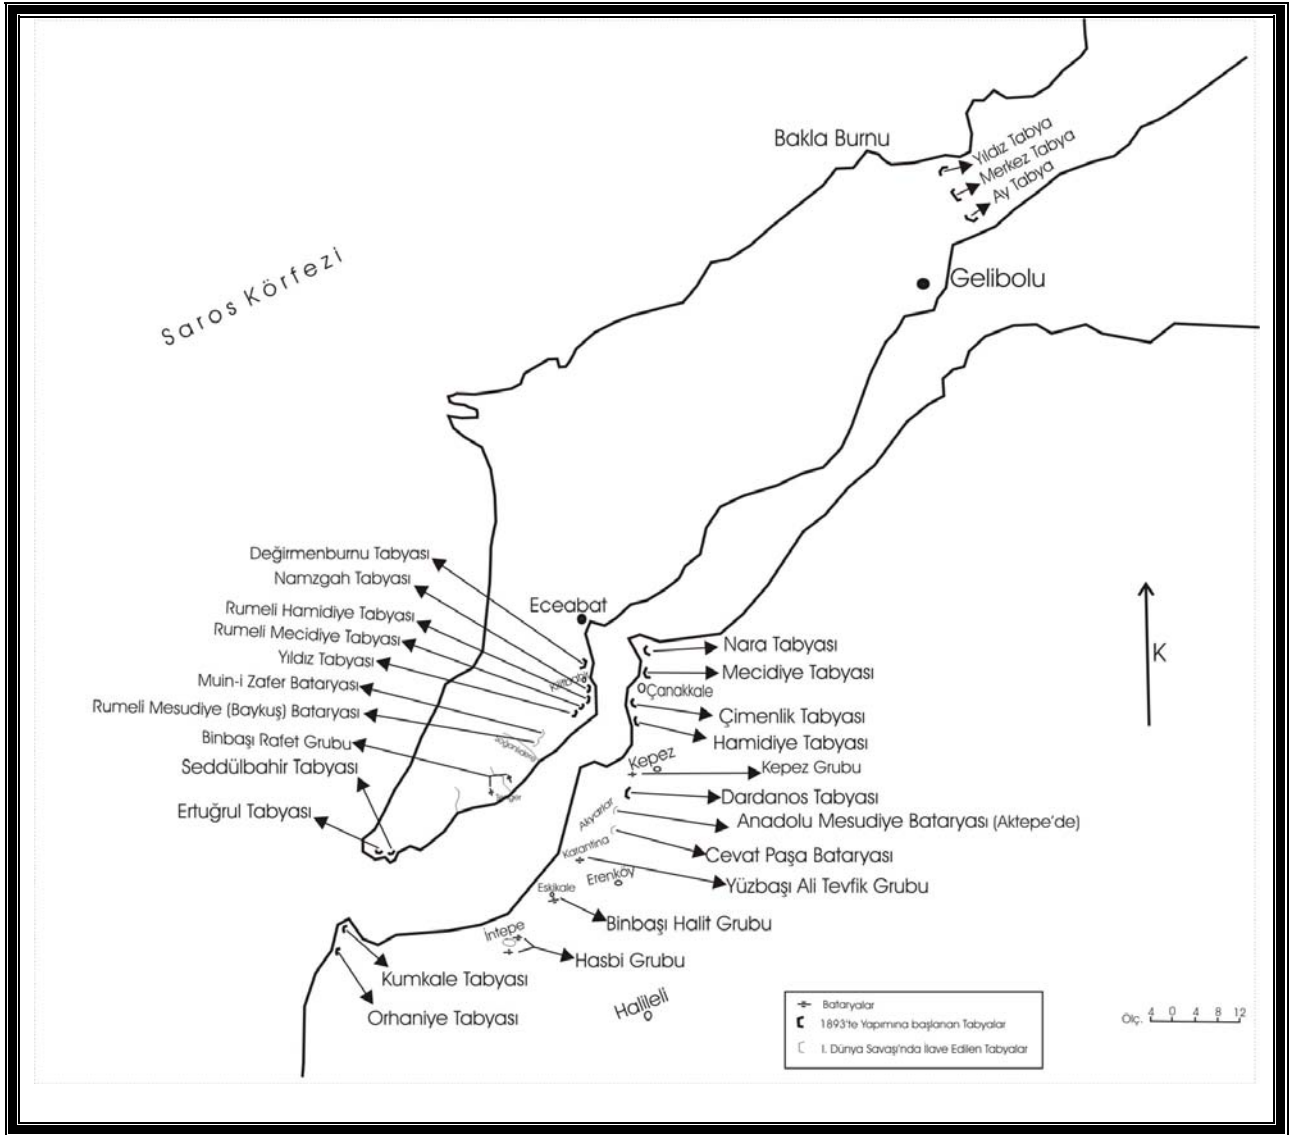 Bakla Burnu
Yıldız Tabya
Merkez Tabya
Ay Tabya
Saros Körfezi
Gelibolu
Değirmenburnu Tabyası
Namzgah Tabyası
Rumeli Hamidiye Tabyası
Rumeli Mecidiye Tabyası
Yıldız Tabyası
Muin-i Zafer Bataryası
Rumeli Mesudiye (Baykuş) Bataryası
Binbaşı Rafet Grubu
Seddülbahir Tabyası
Ertuğrul Tabyası
Eceabat
Nara Tabyası
Mecidiye Tabyası
Çanakkale
Çimenlik Tabyası
Hamidiye Tabyası
Kepez
Kepez Grubu
Dardanos Tabyası
Akyarlar
Anadolu Mesudiye Bataryası (Aktepe'de)
Karantina
Cevat Paşa Bataryası
Erenköy
Yüzbaşı Ali Tevfik Grubu
Eskikale
Binbaşı Halit Grubu
İntepe
Hasbi Grubu
Kumkale Tabyası
Orhaniye Tabyası
Halileli
K
Bataryalar
1893'te Yapımına başlanan Tabyalar
I. Dünya Savaşı'nda İlave Edilen Tabyalar
Ölç. 4 0 4 8 12